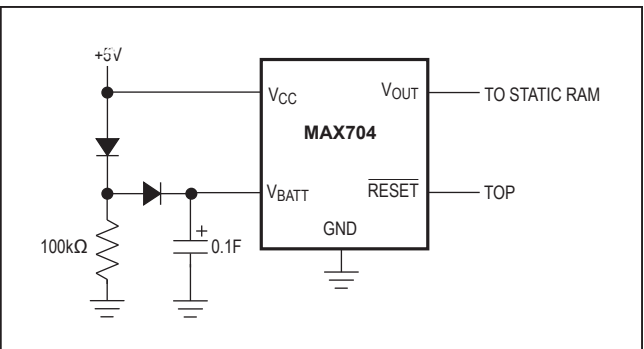 +5V
VCC
VOUT
TO STATIC RAM
MAX704
VBATT
RESET
TOP
GND
100kΩ
+
0.1F